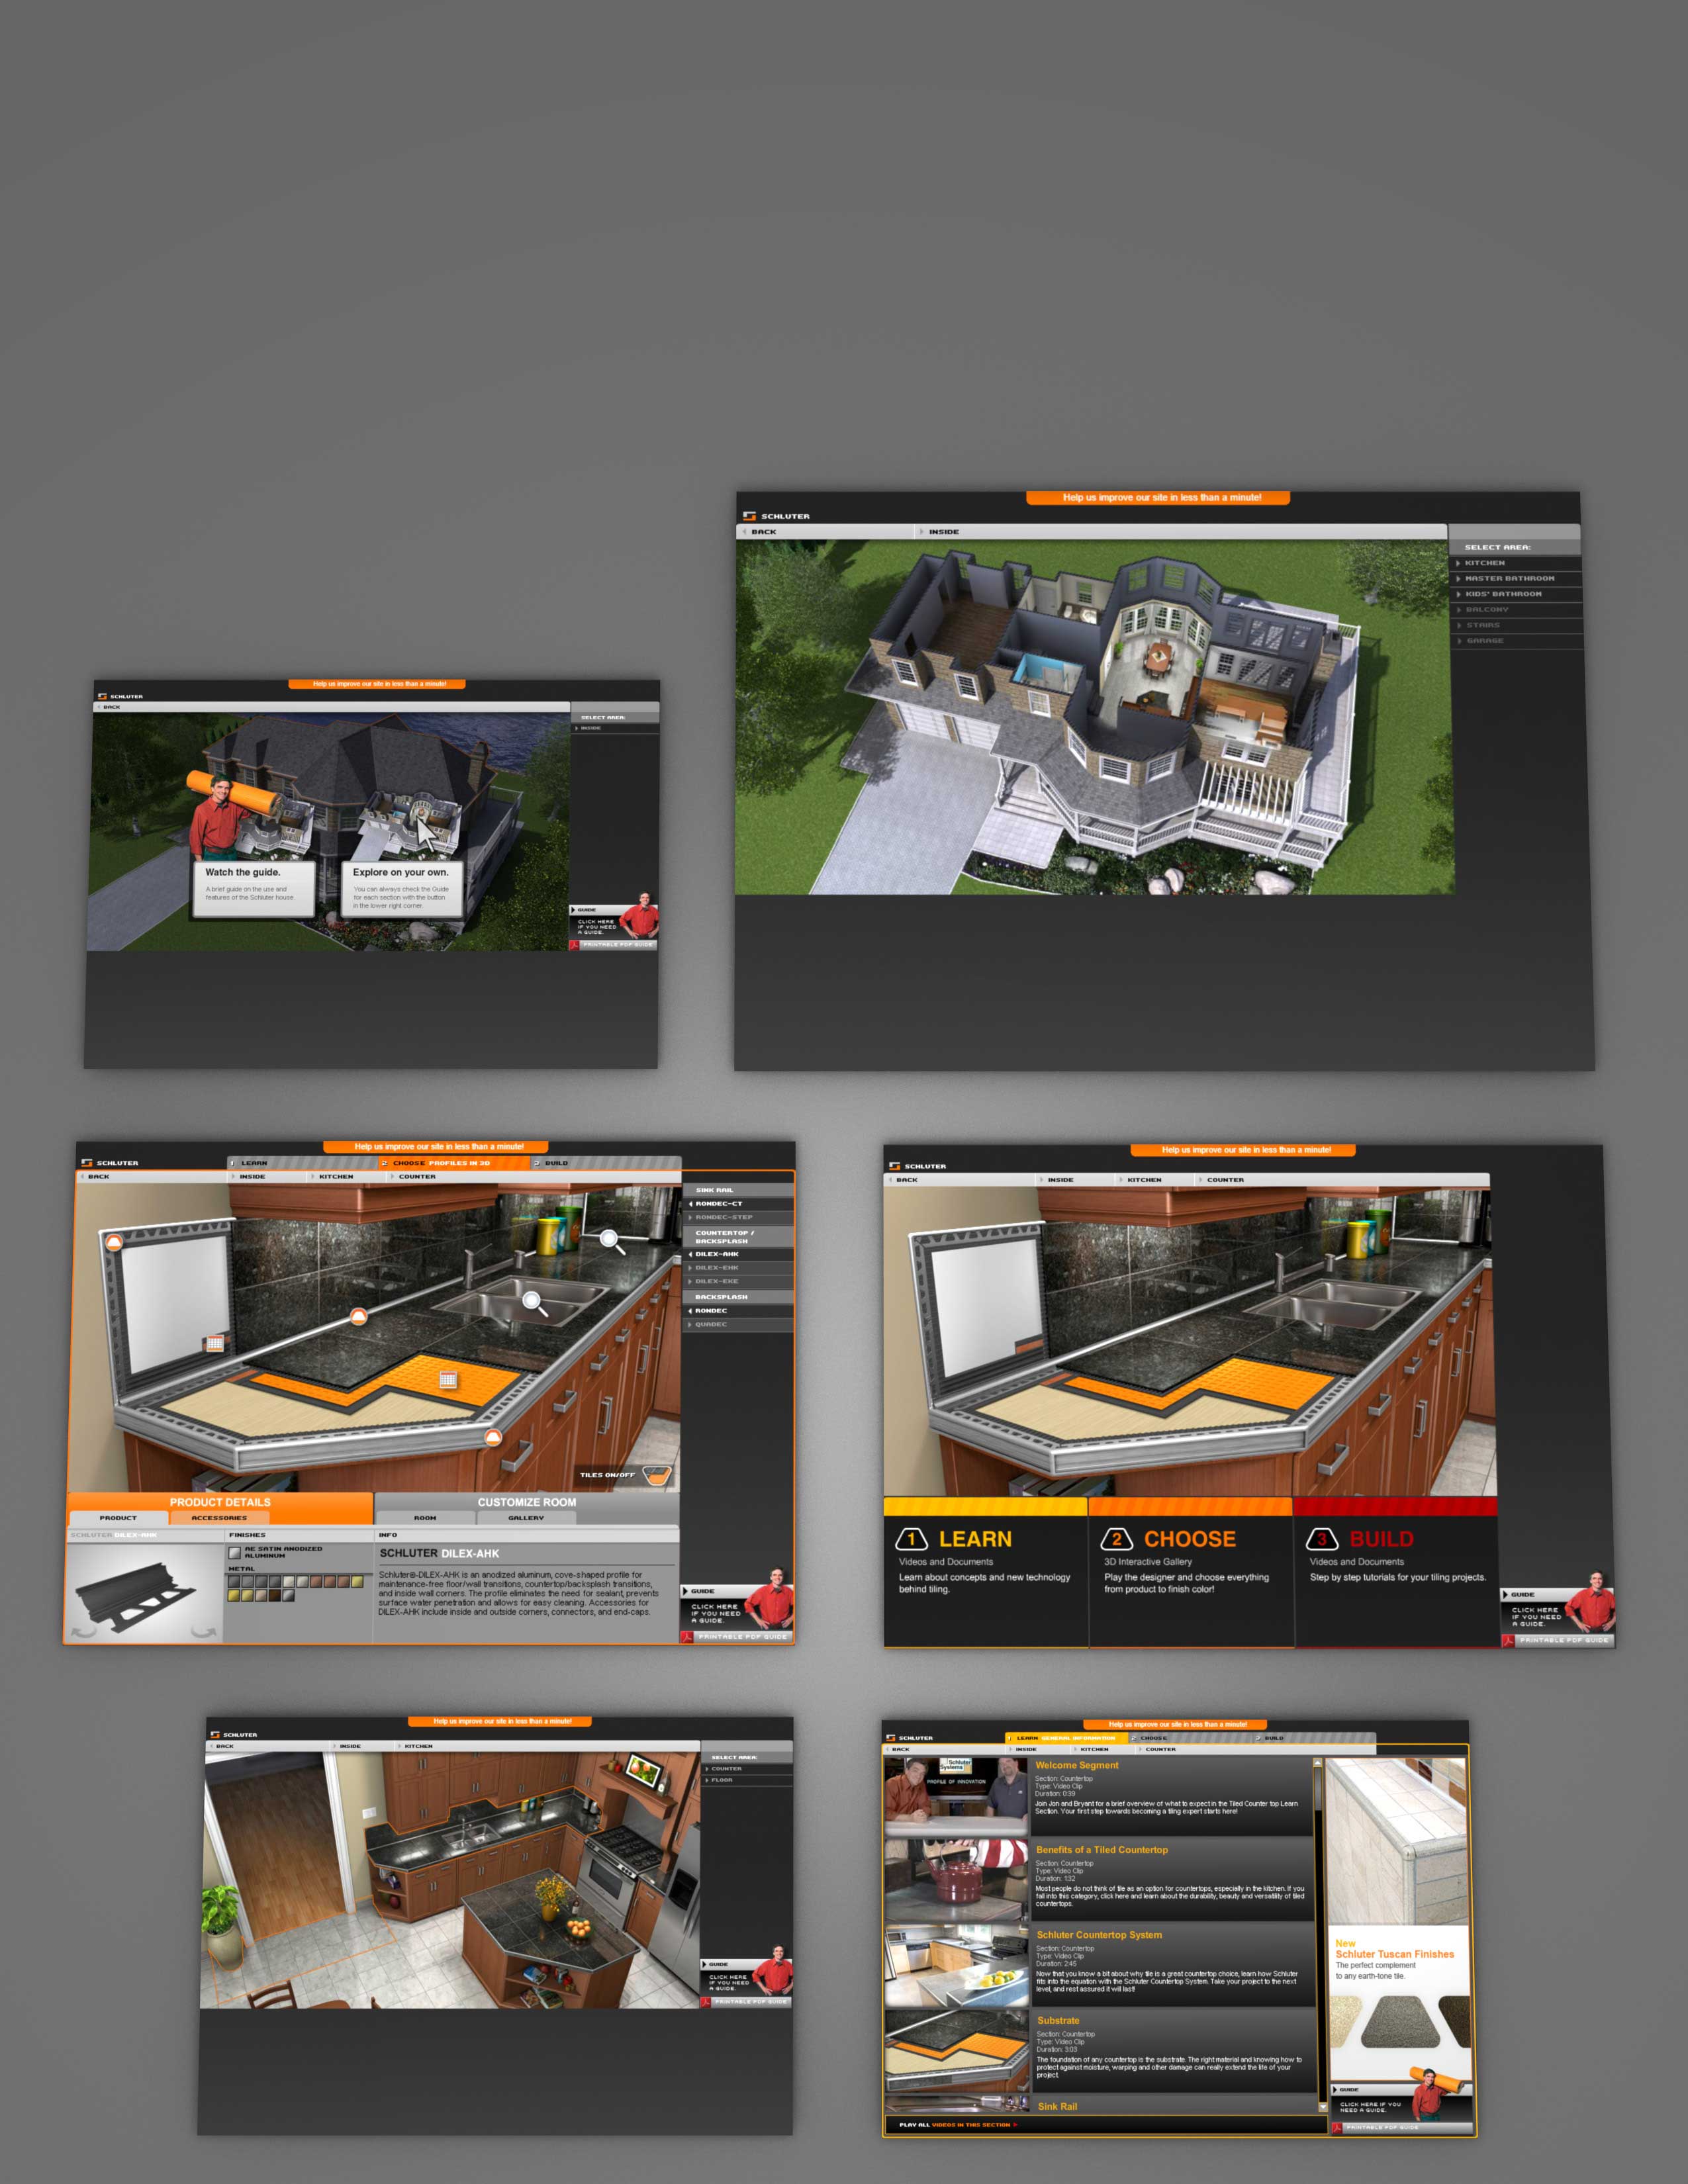 Help us improve our site in less than a minute!
SCHLUTER
BACK
SELECT AREA:
INSIDE
Watch the guide.
A brief guide on the use and
features of the Schluter house.
Explore on your own.
You can always check the Guide
for each section with the button
in the lower right corner.
GUIDE
CLICK HERE
IF YOU NEED
A GUIDE.
PRINTABLE PDF GUIDE
Help us improve our site in less than a minute!
SCHLUTER
BACK
INSIDE
SELECT AREA:
KITCHEN
MASTER BATHROOM
KIDS' BATHROOM
BALCONY
STAIRS
GARAGE
Help us improve our site in less than a minute!
SCHLUTER
1 LEARN
2 CHOOSE PROFILES IN 3D
3 BUILD
BACK
INSIDE
KITCHEN
COUNTER
SINK RAIL
RONDEC-CT
RONDEC-STEP
COUNTERTOP /
BACKSPLASH
DILEX-AHK
DILEX-EHK
DILEX-EKE
BACKSPLASH
RONDEC
QUADEC
TILES ON/OFF
PRODUCT DETAILS
PRODUCT
ACCESSORIES
CUSTOMIZE ROOM
ROOM
GALLERY
SCHLUTER DILEX-AHK
FINISHES
AE SATIN ANODIZED
ALUMINUM
METAL
INFO
SCHLUTER DILEX-AHK
Schluter®-DILEX-AHK is an anodized aluminum, cove-shaped profile for
maintenance-free floor/wall transitions, countertop/backsplash transitions,
and inside wall corners. The profile eliminates the need for sealant, prevents
surface water penetration and allows for easy cleaning. Accessories for
DILEX-AHK include inside and outside corners, connectors, and end-caps.
GUIDE
CLICK HERE
IF YOU NEED
A GUIDE.
PRINTABLE PDF GUIDE
Help us improve our site in less than a minute!
SCHLUTER
BACK
INSIDE
KITCHEN
COUNTER
1 LEARN
Videos and Documents
Learn about concepts and new technology
behind tiling.
2 CHOOSE
3D Interactive Gallery
Play the designer and choose everything
from product to finish color!
3 BUILD
Videos and Documents
Step by step tutorials for your tiling projects.
GUIDE
CLICK HERE
IF YOU NEED
A GUIDE.
PRINTABLE PDF GUIDE
Help us improve our site in less than a minute!
SCHLUTER
BACK
INSIDE
KITCHEN
SELECT AREA:
COUNTER
FLOOR
GUIDE
CLICK HERE
IF YOU NEED
A GUIDE.
PRINTABLE PDF GUIDE
Help us improve our site in less than a minute!
SCHLUTER
1 LEARN GENERAL INFORMATION
2 CHOOSE
3 BUILD
BACK
INSIDE
KITCHEN
COUNTER
Schluter
Systems
PROFILE OF INNOVATION
Welcome Segment
Section: Countertop
Type: Video Clip
Duration: 0:39
Join Jon and Bryant for a brief overview of what to expect in the Tiled Counter top Learn
Section. Your first step towards becoming a tiling expert starts here!
Benefits of a Tiled Countertop
Section: Countertop
Type: Video Clip
Duration: 1:32
Most people do not think of tile as an option for countertops, especially in the kitchen. If you
fall into this category, click here and learn about the durability, beauty and versatility of tiled
countertops.
Schluter Countertop System
Section: Countertop
Type: Video Clip
Duration: 2:45
Now that you know a bit about why tile is a great countertop choice, learn how Schluter
fits into the equation with the Schluter Countertop System. Take your project to the next
level, and rest assured it will last!
Substrate
Section: Countertop
Type: Video Clip
Duration: 3:03
The foundation of any countertop is the substrate. The right material and knowing how to
protect against moisture, warping and other damage can really extend the life of your
project.
Sink Rail
PLAY ALL VIDEOS IN THIS SECTION
New
Schluter Tuscan Finishes
The perfect complement
to any earth-tone tile.
GUIDE
CLICK HERE IF YOU
NEED A GUIDE.
PRINTABLE PDF GUIDE